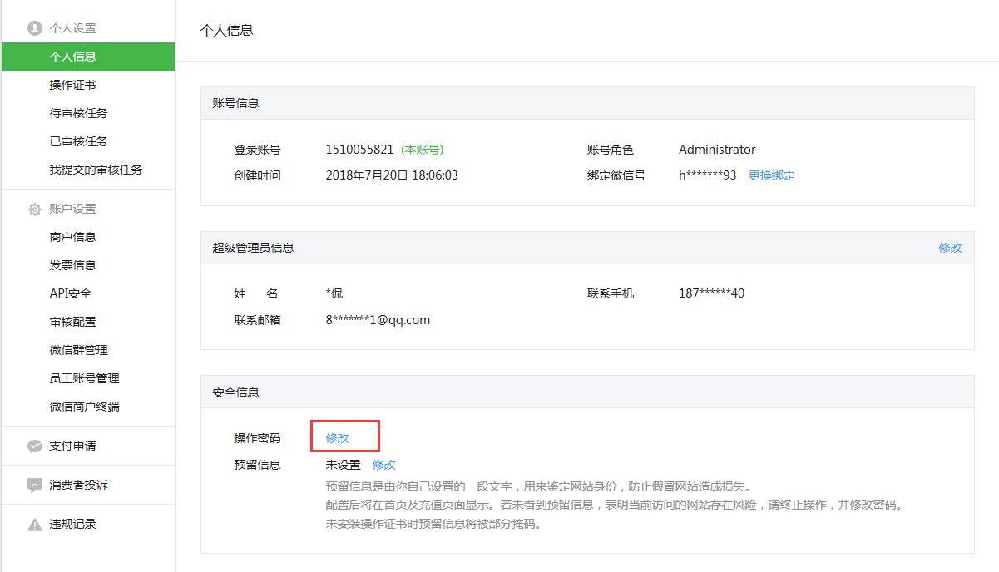 个人设置
个人信息
操作证书
待审核任务
已审核任务
我提交的审核任务
账户设置
商户信息
发票信息
API安全
审核配置
微信群管理
员工账号管理
微信商户终端
支付申请
消费者投诉
违规记录
个人信息
账号信息
登录账号 1510055821 (本账号) 账号角色 Administrator
创建时间 2018年7月20日 18:06:03 绑定微信号 h*******93 更换绑定
超级管理员信息 修改
姓 名 *侃 联系手机 187******40
联系邮箱 8*******1@qq.com
安全信息
操作密码 修改
预留信息 未设置 修改
预留信息是由你自己设置的一段文字，用来鉴定网站身份，防止假冒网站造成损失。
配置后将在首页及充值页面显示。若未看到预留信息，表明当前访问的网站存在风险，请终止操作，并修改密码。
未安装操作证书时预留信息将被部分掩码。